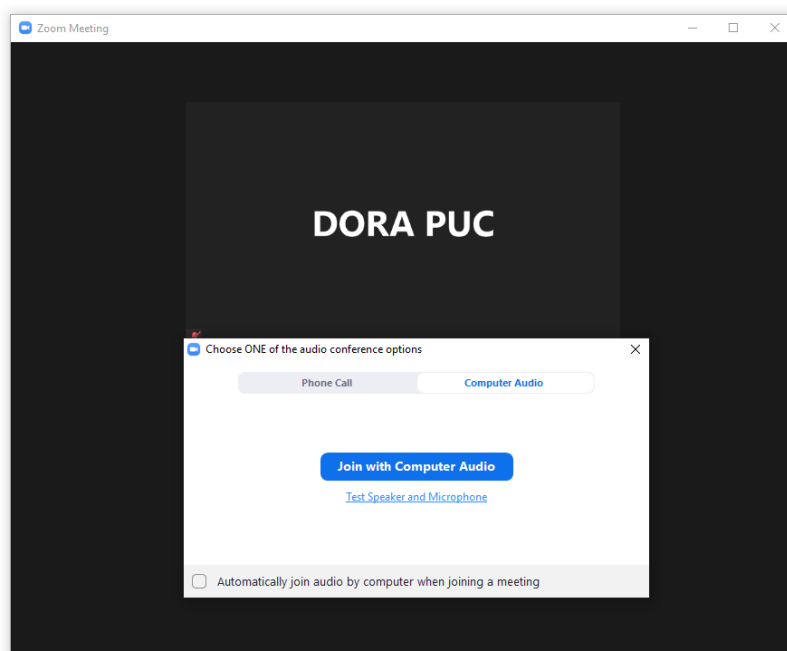 Zoom Meeting
DORA PUC
Choose ONE of the audio conference options
Phone Call
Computer Audio
Join with Computer Audio
Test Speaker and Microphone
Automatically join audio by computer when joining a meeting